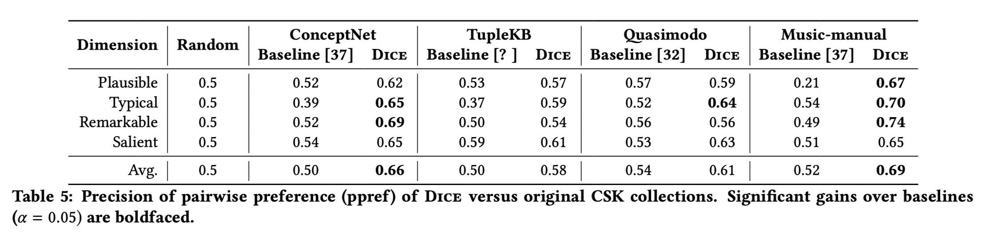 Dimension Random ConceptNet TupleKB Quasimodo Music-manual
Baseline [37] DICE Baseline [? ] DICE Baseline [32] DICE Baseline [37] DICE
Plausible 0.5 0.52 0.62 0.53 0.57 0.57 0.59 0.21 0.67
Typical 0.5 0.39 0.65 0.37 0.59 0.52 0.64 0.54 0.70
Remarkable 0.5 0.52 0.69 0.50 0.54 0.56 0.56 0.49 0.74
Salient 0.5 0.54 0.65 0.59 0.61 0.53 0.63 0.51 0.65
Avg. 0.5 0.50 0.66 0.50 0.58 0.54 0.61 0.52 0.69
Table 5: Precision of pairwise preference (ppref) of DICE versus original CSK collections. Significant gains over baselines
(α = 0.05) are boldfaced.